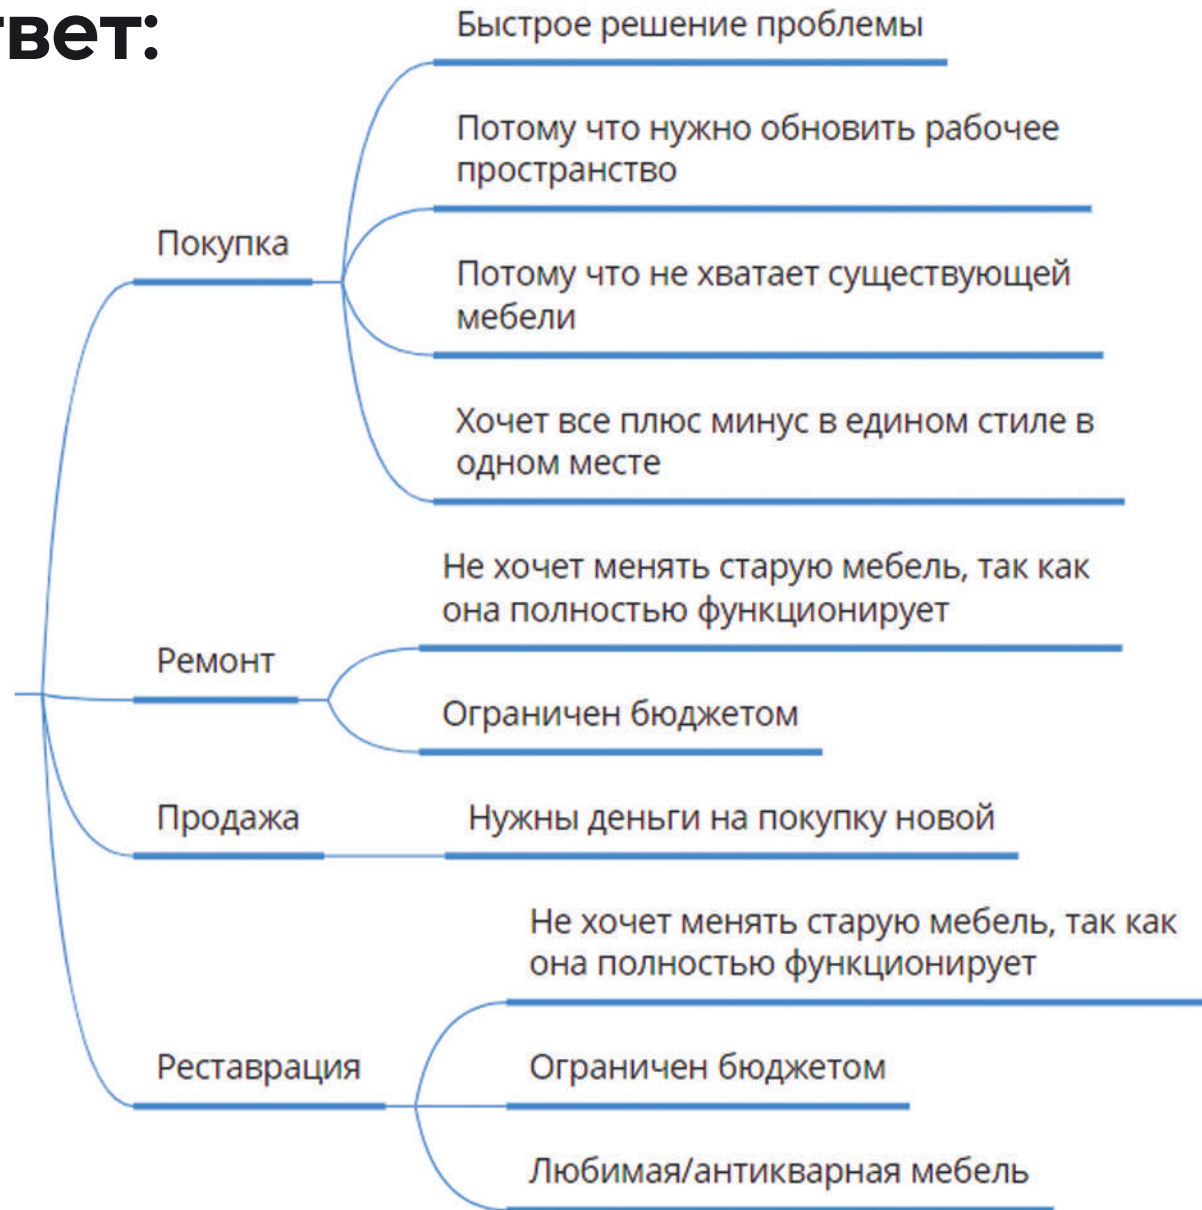 твет:
Быстрое решение проблемы
Потому что нужно обновить рабочее
пространство
Покупка
Потому что не хватает существующей
мебели
Хочет все плюс минус в едином стиле в
одном месте
Не хочет менять старую мебель, так как
она полностью функционирует
Ремонт
Ограничен бюджетом
Продажа
Нужны деньги на покупку новой
Не хочет менять старую мебель, так как
она полностью функционирует
Реставрация
Ограничен бюджетом
Любимая/антикварная мебель